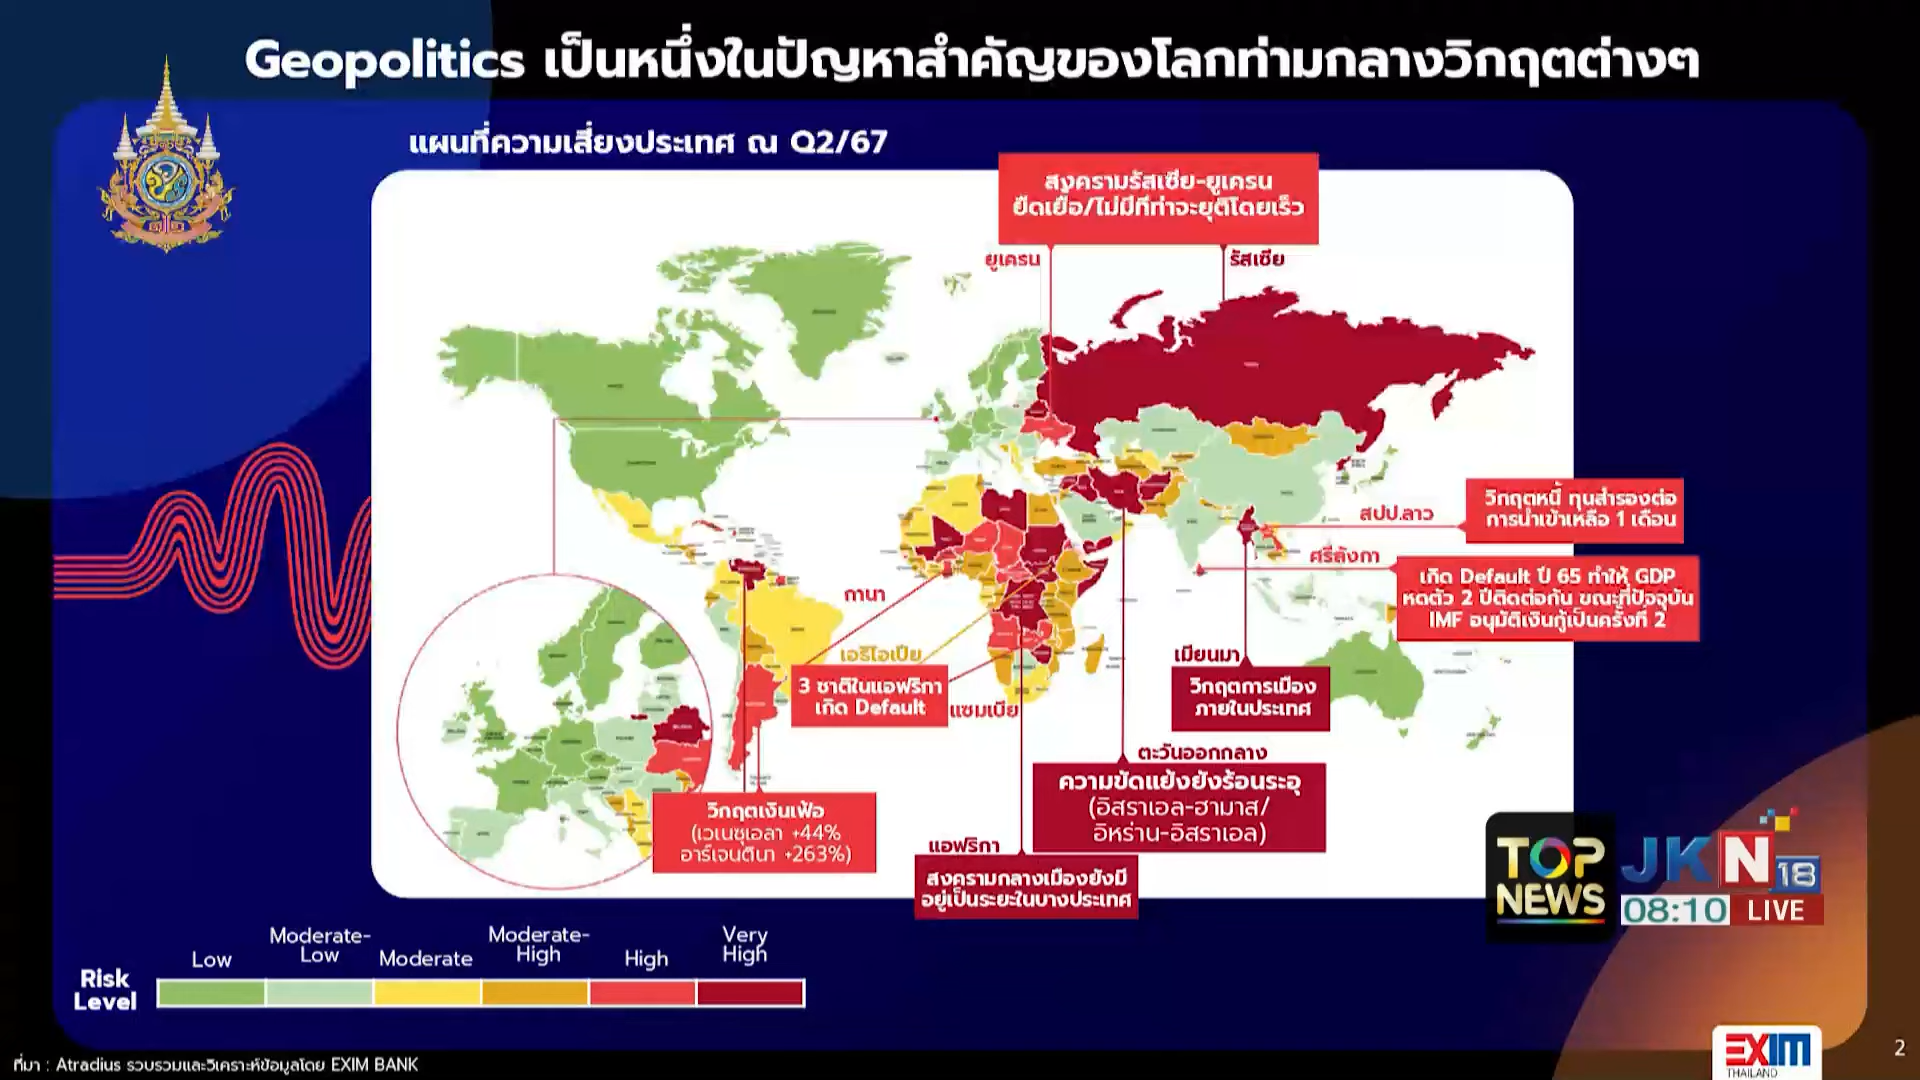 Geopolitics เป็นหนึ่งในปัญหาสำคัญของโลกท่ามกลางวิกฤตต่างๆ
แผนที่ความเสี่ยงประเทศ ณ Q2/67
สงครามรัสเซีย-ยูเครน
ยืดเยื้อ/ไม่มีทีท่าจะยุติโดยเร็ว
ยูเครน
รัสเซีย
สปป.ลาว
วิกฤตหนี้ ทุนสำรองต่อ
การนำเข้าเหลือ 1 เดือน
ศรีลังกา
เกิด Default ปี 65 ทำให้ GDP
หดตัว 2 ปีติดต่อกัน ขณะที่ปัจจุบัน
IMF อนุมัติเงินกู้เป็นครั้งที่ 2
กานา
เอธิโอเปีย
3 ชาติในแอฟริกา
เกิด Default
แซมเบีย
เมียนมา
วิกฤตการเมือง
ภายในประเทศ
ตะวันออกกลาง
ความขัดแย้งยังร้อนระอุ
(อิสราเอล-ฮามาส/
อิหร่าน-อิสราเอล)
วิกฤตเงินเฟ้อ
(เวเนซุเอลา +44%
อาร์เจนตินา +263%)
แอฟริกา
สงครามกลางเมืองยังมี
อยู่เป็นระยะในบางประเทศ
TOP
NEWS
JKN
18
08:10 LIVE
Risk
Level
Low
Moderate-
Low
Moderate
Moderate-
High
High
Very
High
ที่มา : Atradius รวบรวมและวิเคราะห์ข้อมูลโดย EXIM BANK
EXIM
THAILAND
2